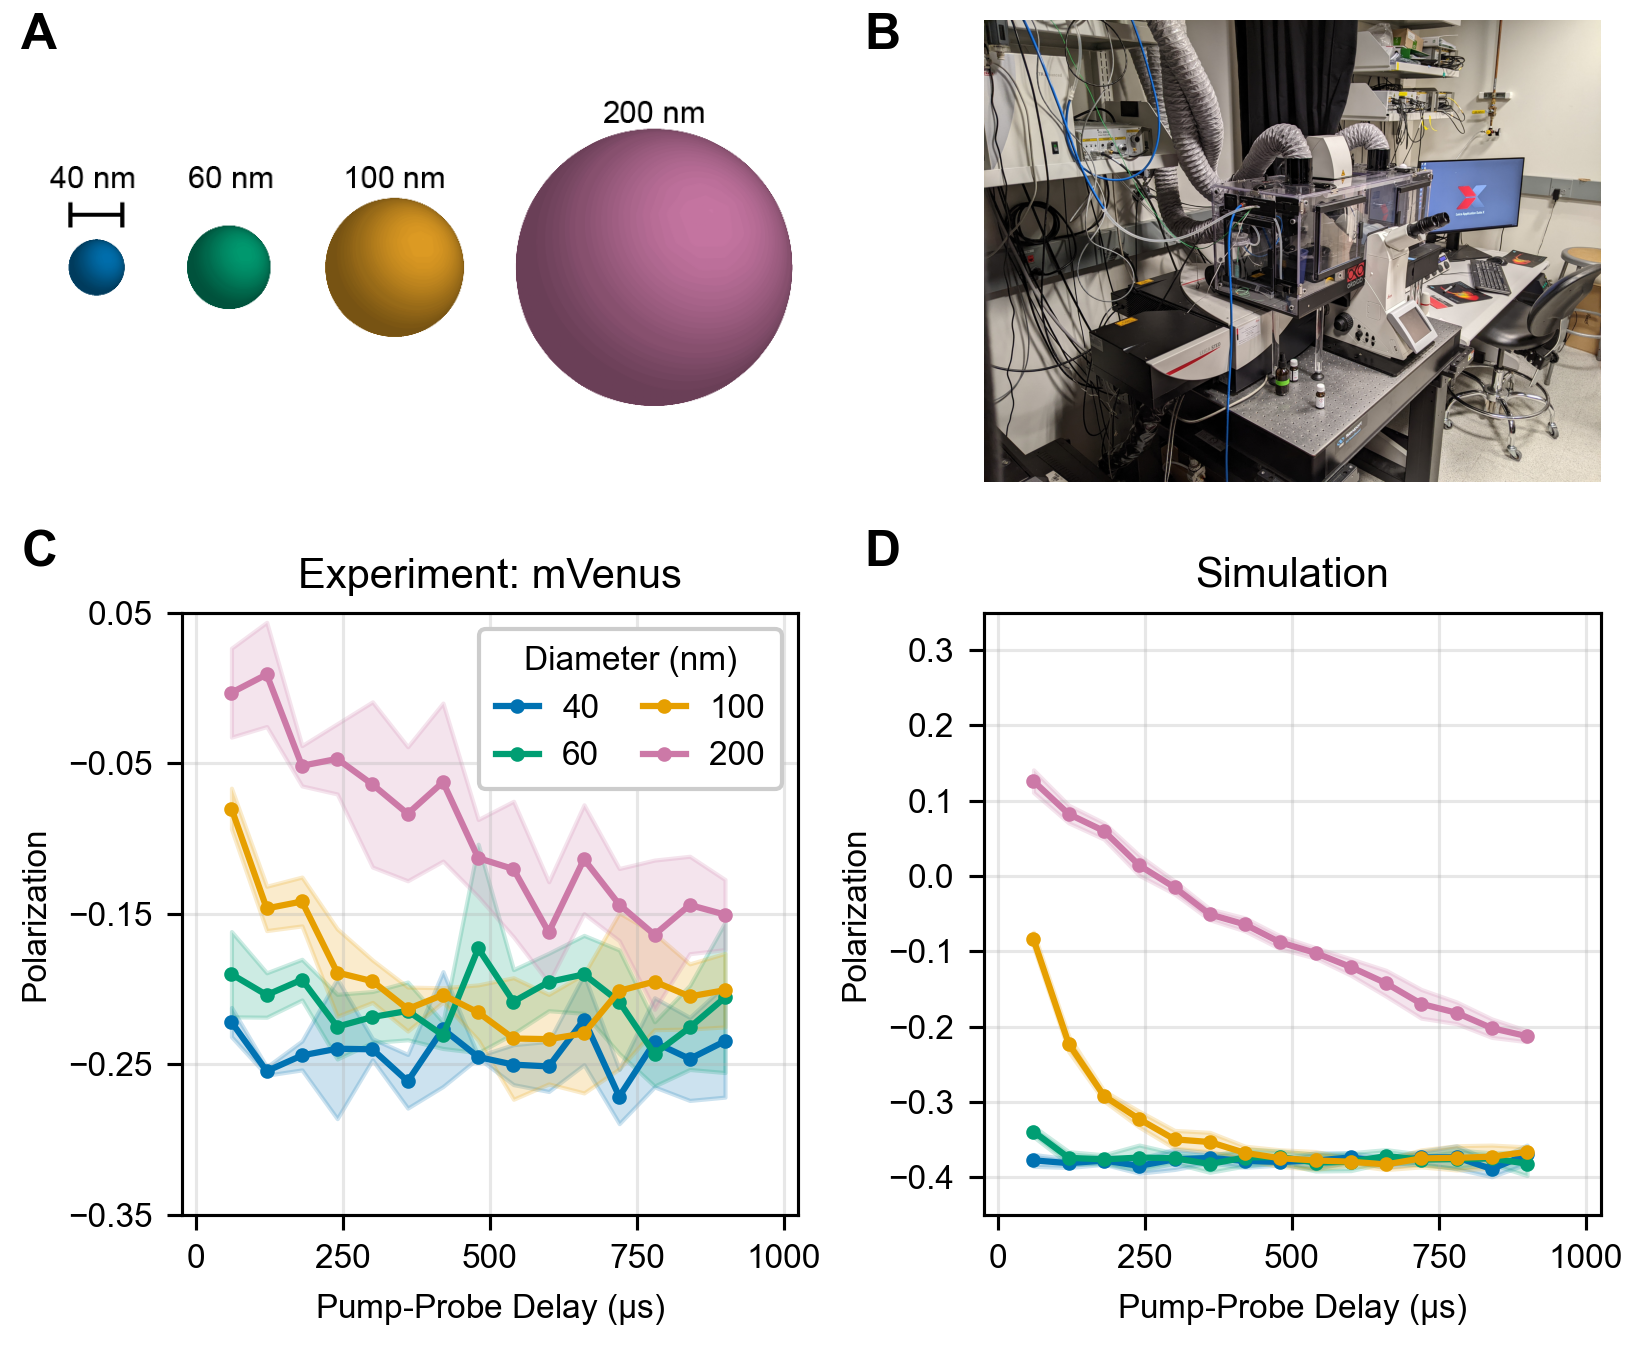 A
200 nm
40 nm 60 nm 100 nm
B
C
Experiment: mVenus
0.05
−0.05
−0.15
−0.25
−0.35
Polarization
Diameter (nm)
40 100
60 200
0 250 500 750 1000
Pump-Probe Delay (µs)
D
Simulation
0.3
0.2
0.1
0.0
−0.1
−0.2
−0.3
−0.4
Polarization
0 250 500 750 1000
Pump-Probe Delay (µs)